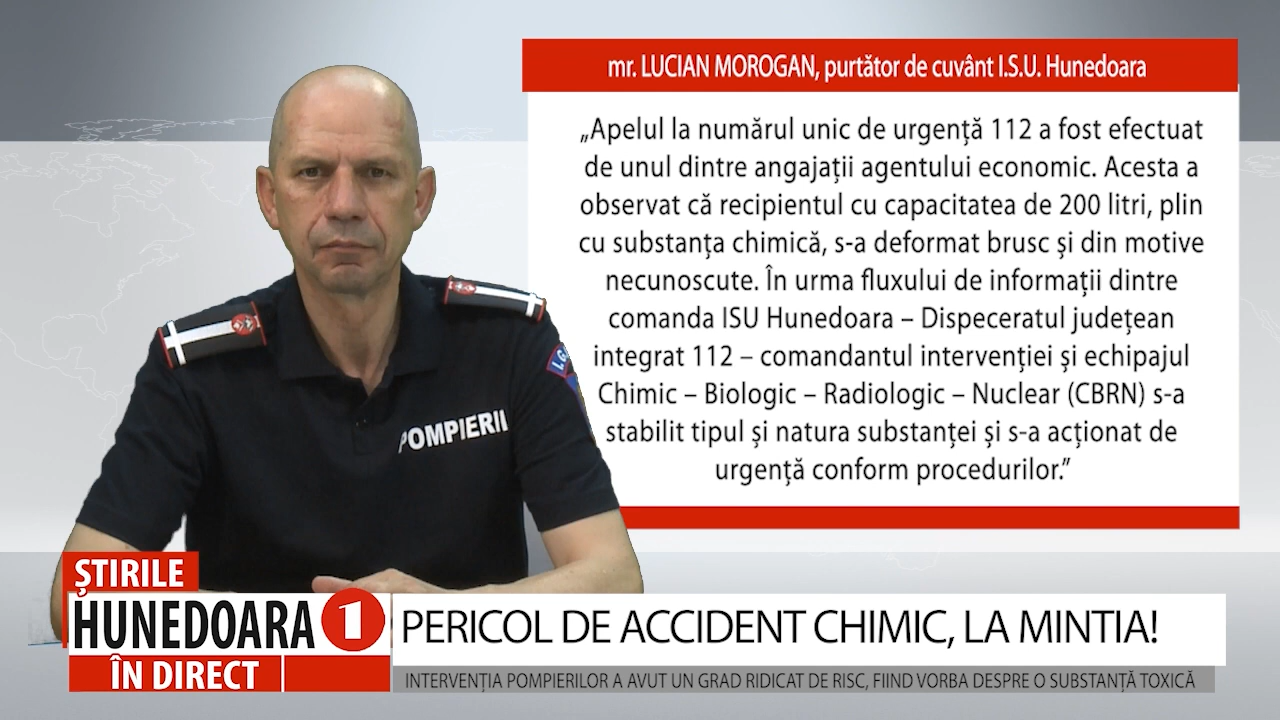 mr. LUCIAN MOROGAN, purtător de cuvânt I.S.U. Hunedoara
„Apelul la numărul unic de urgență 112 a fost efectuat
de unul dintre angajații agentului economic. Acesta a
observat că recipientul cu capacitatea de 200 litri, plin
cu substanța chimică, s-a deformat brusc și din motive
necunoscute. În urma fluxului de informații dintre
comanda ISU Hunedoara – Dispeceratul județean
integrat 112 – comandantul intervenției și echipajul
Chimic – Biologic – Radiologic – Nuclear (CBRN) s-a
stabilit tipul și natura substanței și s-a acționat de
urgență conform procedurilor.”
POMPIERII
ȘTIRILE
HUNEDOARA 1
ÎN DIRECT
PERICOL DE ACCIDENT CHIMIC, LA MINTIA!
INTERVENȚIA POMPIERILOR A AVUT UN GRAD RIDICAT DE RISC, FIIND VORBA DESPRE O SUBSTANȚĂ TOXICĂ